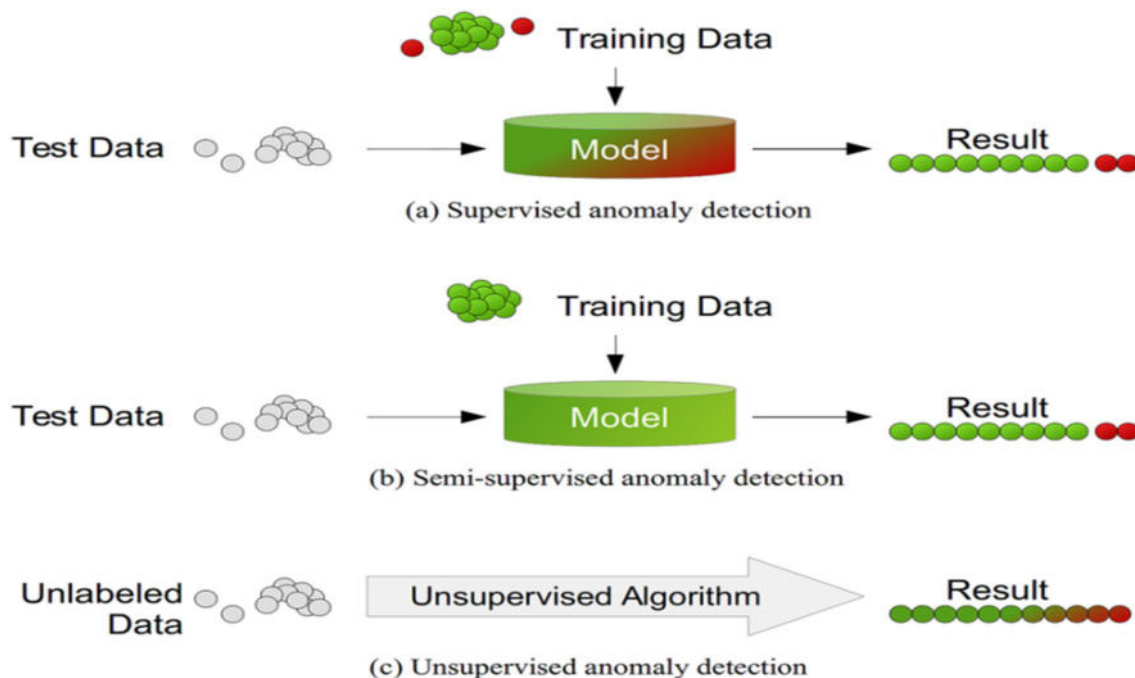 Training Data
Test Data
Model
Result
(a) Supervised anomaly detection
Training Data
Test Data
Model
Result
(b) Semi-supervised anomaly detection
Unlabeled
Data
Unsupervised Algorithm
Result
(c) Unsupervised anomaly detection